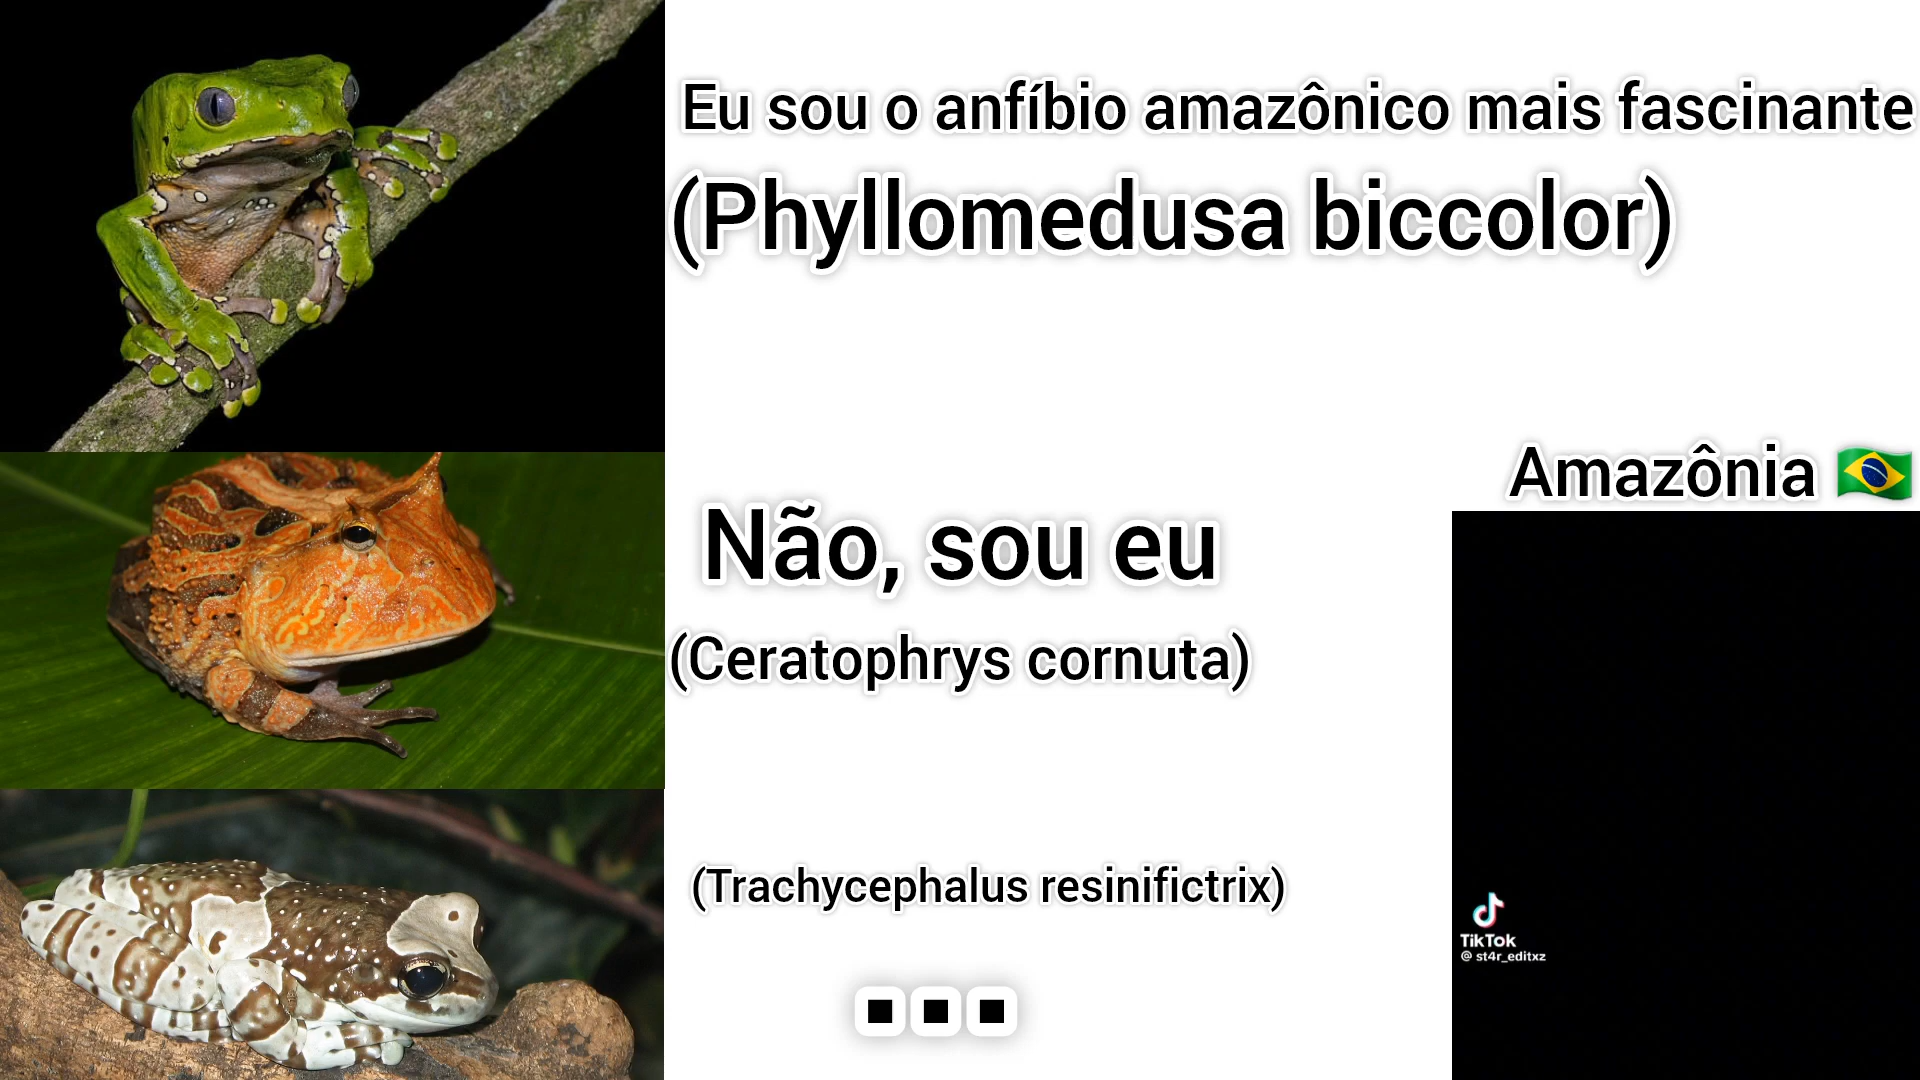 Eu sou o anfíbio amazônico mais fascinante
(Phyllomedusa biccolor)
Amazônia 🇧🇷
Não, sou eu
(Ceratophrys cornuta)
(Trachycephalus resinifictrix)
...
TikTok
@ st4r_editxz